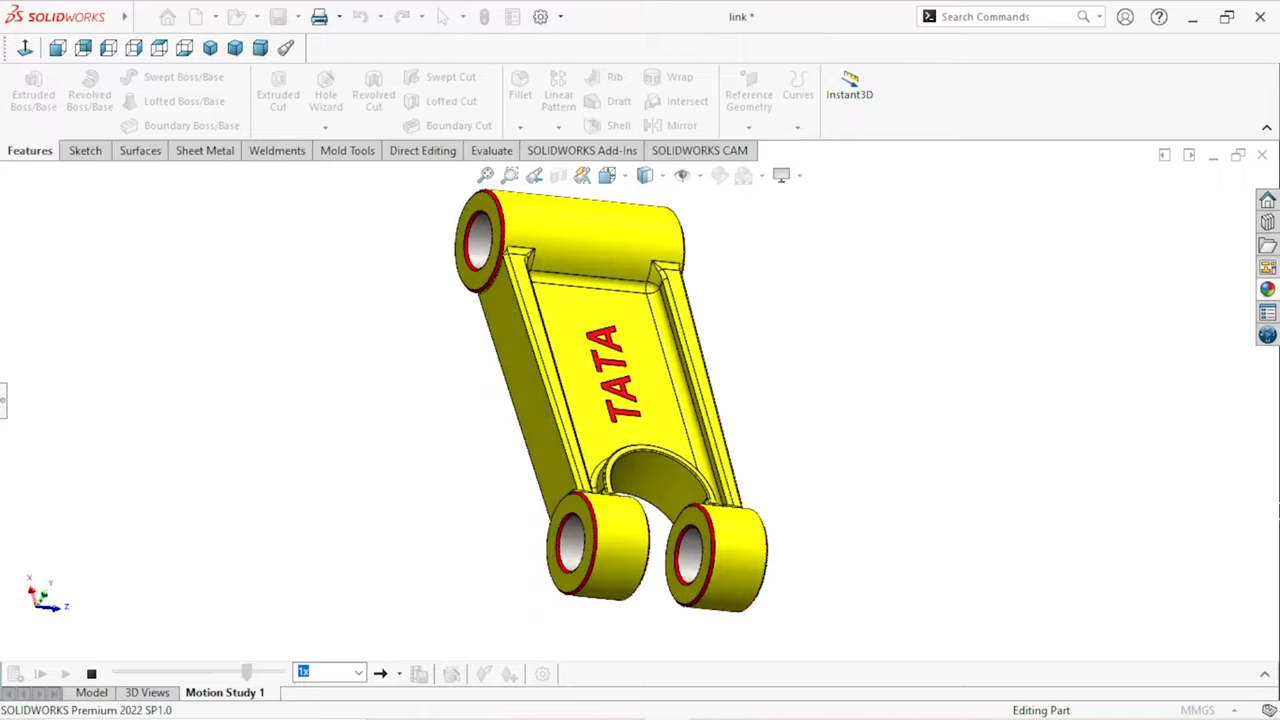 SOLIDWORKS
link *
Search Commands
Extruded Boss/Base
Revolved Boss/Base
Swept Boss/Base
Lofted Boss/Base
Boundary Boss/Base
Extruded Cut
Hole Wizard
Revolved Cut
Swept Cut
Lofted Cut
Boundary Cut
Fillet
Linear Pattern
Rib
Draft
Shell
Wrap
Intersect
Mirror
Reference Geometry
Curves
Instant3D
Features
Sketch
Surfaces
Sheet Metal
Weldments
Mold Tools
Direct Editing
Evaluate
SOLIDWORKS Add-Ins
SOLIDWORKS CAM
TATA
X
Y
Z
1x
Model
3D Views
Motion Study 1
SOLIDWORKS Premium 2022 SP1.0
Editing Part
MMGS